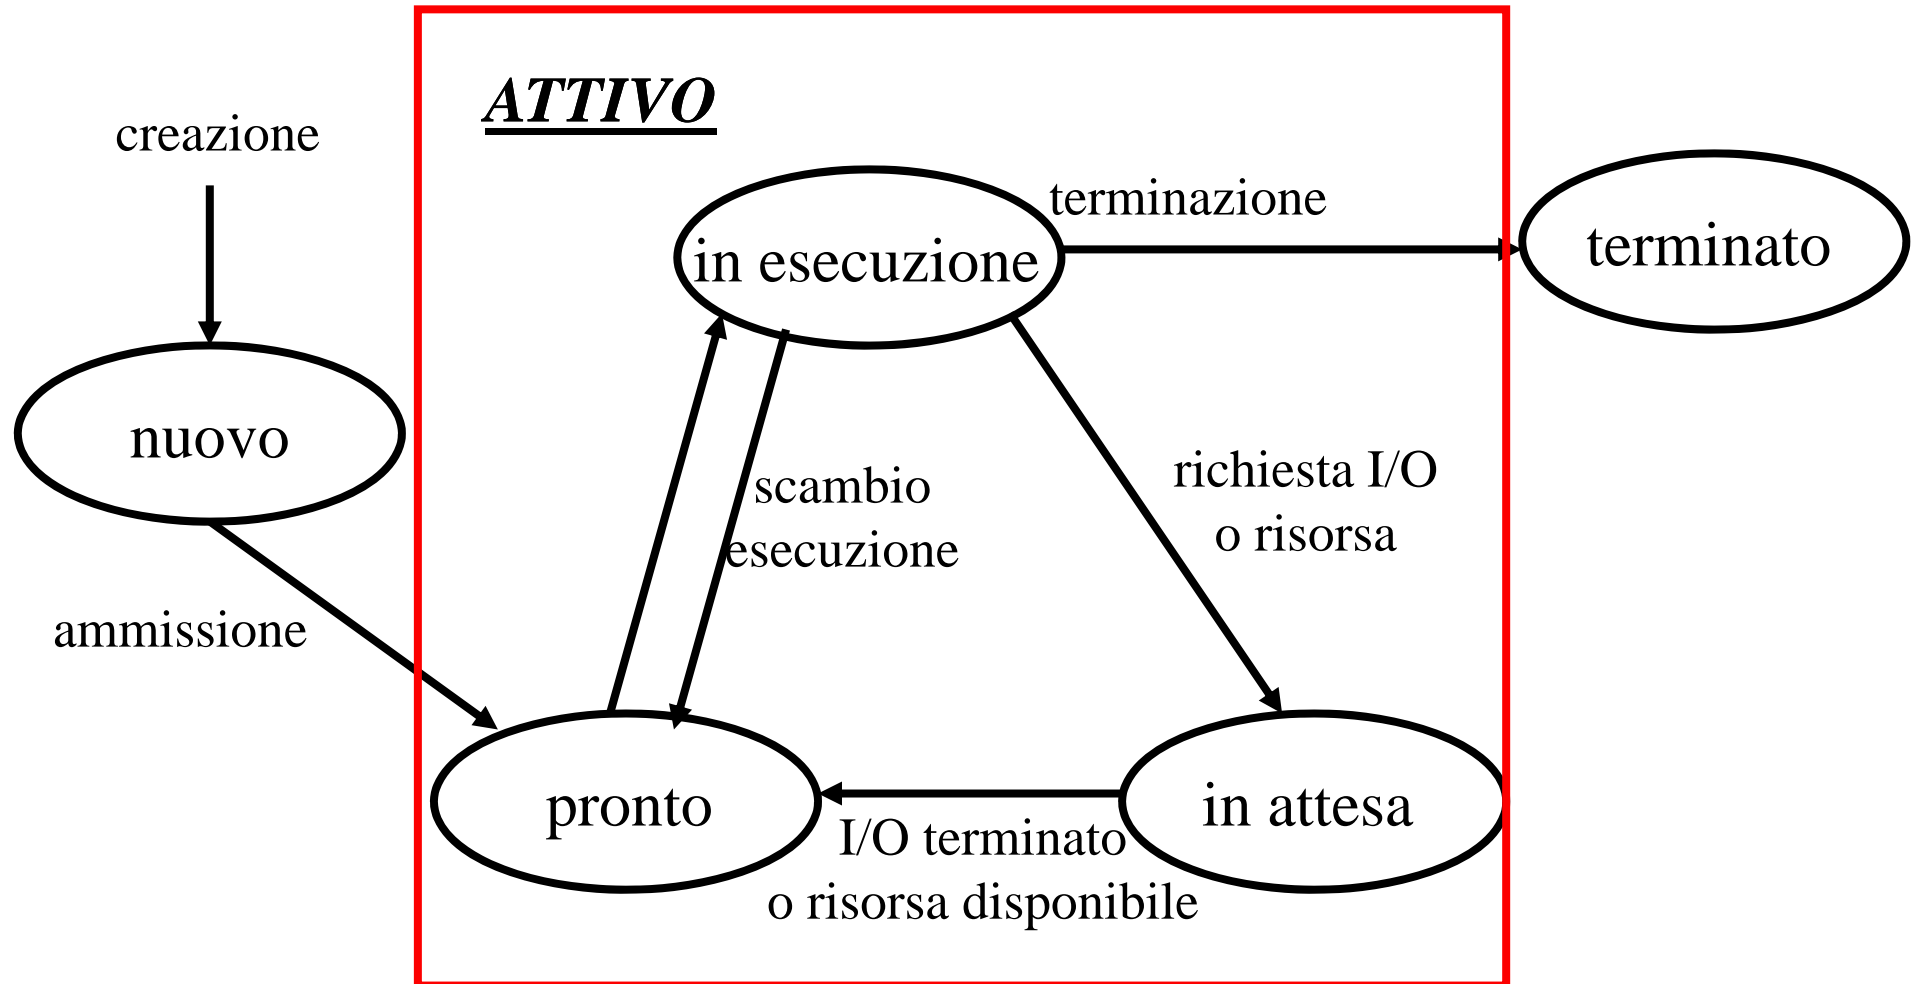 ATTIVO
creazione
terminazione
terminato
in esecuzione
nuovo
richiesta I/O
o risorsa
scambio
esecuzione
ammissione
pronto
in attesa
I/O terminato
o risorsa disponibile